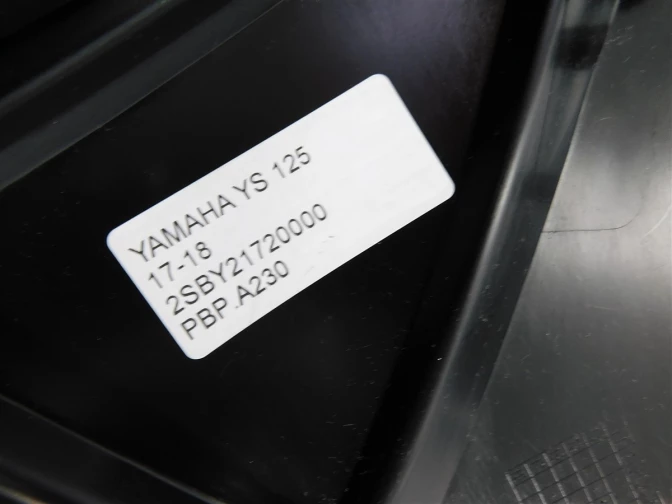 YAMAHA YS 125
17-18
2SBY21720000
PBP.A230